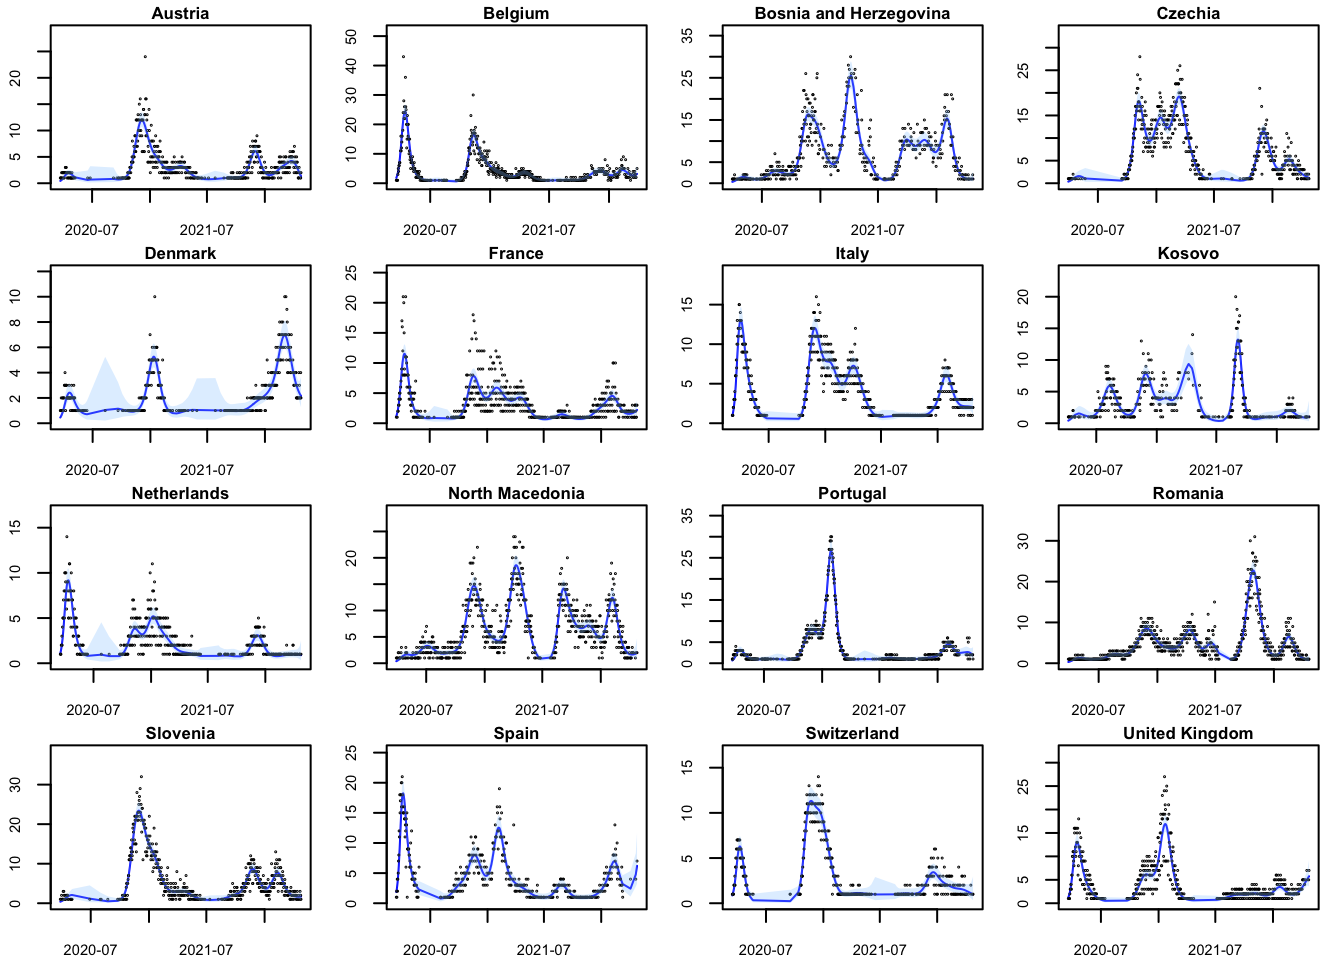 Austria Belgium Bosnia and Herzegovina Czechia
0 5 10 20
0 10 20 30 40 50
0 5 15 25 35
0 5 15 25
2020-07 2021-07 2020-07 2021-07 2020-07 2021-07 2020-07 2021-07
Denmark France Italy Kosovo
0 2 4 6 8 10
0 5 10 15 20 25
0 5 10 15
0 5 10 15 20
2020-07 2021-07 2020-07 2021-07 2020-07 2021-07 2020-07 2021-07
Netherlands North Macedonia Portugal Romania
0 5 10 15
0 5 10 20
0 5 15 25 35
0 10 20 30
2020-07 2021-07 2020-07 2021-07 2020-07 2021-07 2020-07 2021-07
Slovenia Spain Switzerland United Kingdom
0 10 20 30
0 5 10 15 20 25
0 5 10 15
0 5 15 25
2020-07 2021-07 2020-07 2021-07 2020-07 2021-07 2020-07 2021-07